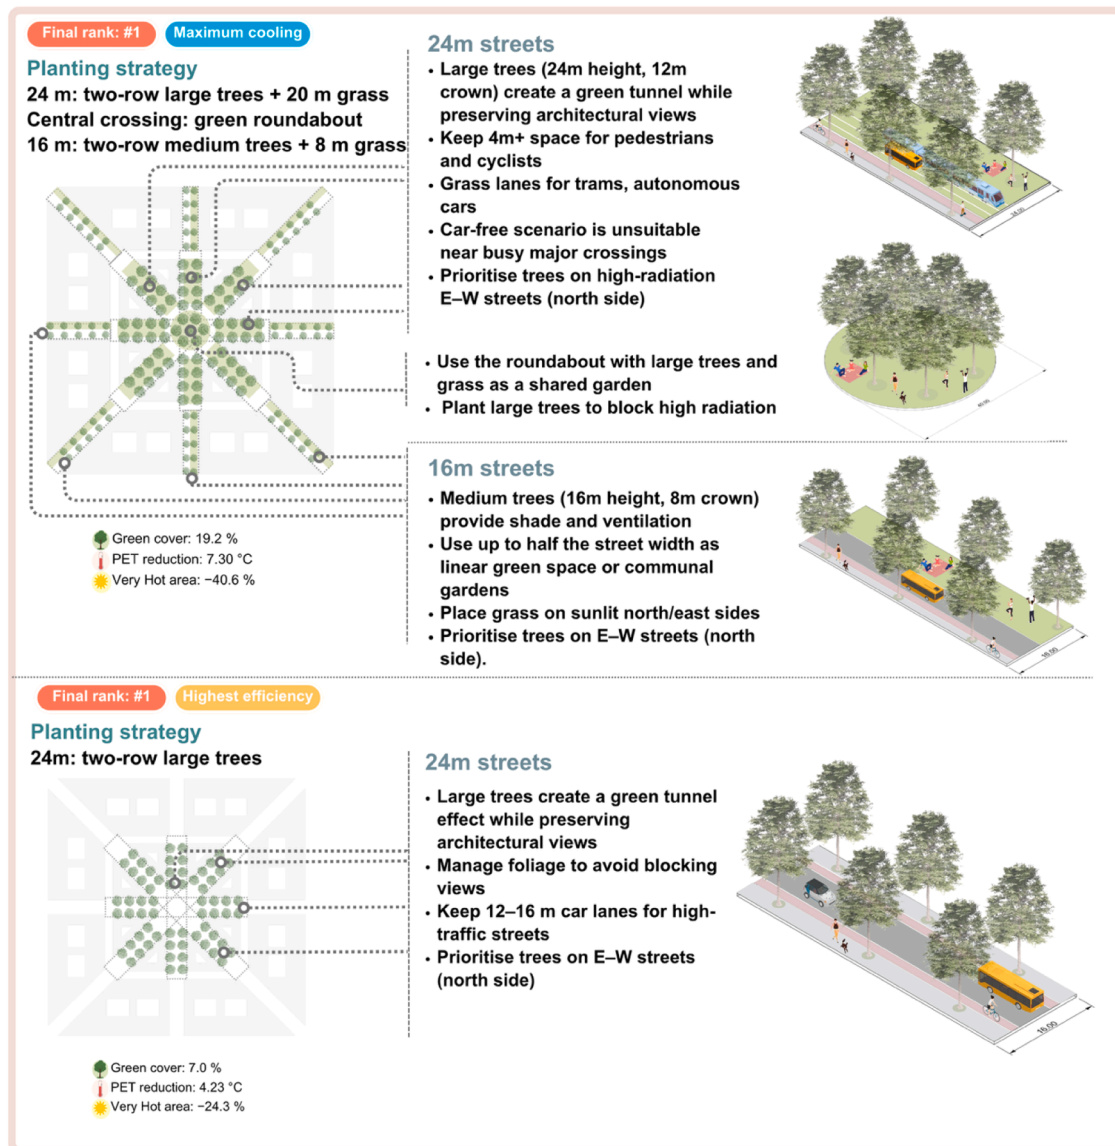 Final rank: #1
Maximum cooling
Planting strategy
24 m: two-row large trees + 20 m grass
Central crossing: green roundabout
16 m: two-row medium trees + 8 m grass
Green cover: 19.2 %
PET reduction: 7.30 °C
Very Hot area: −40.6 %
24m streets
• Large trees (24m height, 12m
crown) create a green tunnel while
preserving architectural views
• Keep 4m+ space for pedestrians
and cyclists
• Grass lanes for trams, autonomous
cars
• Car-free scenario is unsuitable
near busy major crossings
• Prioritise trees on high-radiation
E–W streets (north side)
• Use the roundabout with large trees and
grass as a shared garden
• Plant large trees to block high radiation
16m streets
• Medium trees (16m height, 8m crown)
provide shade and ventilation
• Use up to half the street width as
linear green space or communal
gardens
• Place grass on sunlit north/east sides
• Prioritise trees on E–W streets (north
side).
16.00
Final rank: #1
Highest efficiency
Planting strategy
24m: two-row large trees
Green cover: 7.0 %
PET reduction: 4.23 °C
Very Hot area: −24.3 %
24m streets
• Large trees create a green tunnel
effect while preserving
architectural views
• Manage foliage to avoid blocking
views
• Keep 12–16 m car lanes for high-
traffic streets
• Prioritise trees on E–W streets
(north side)
16.00